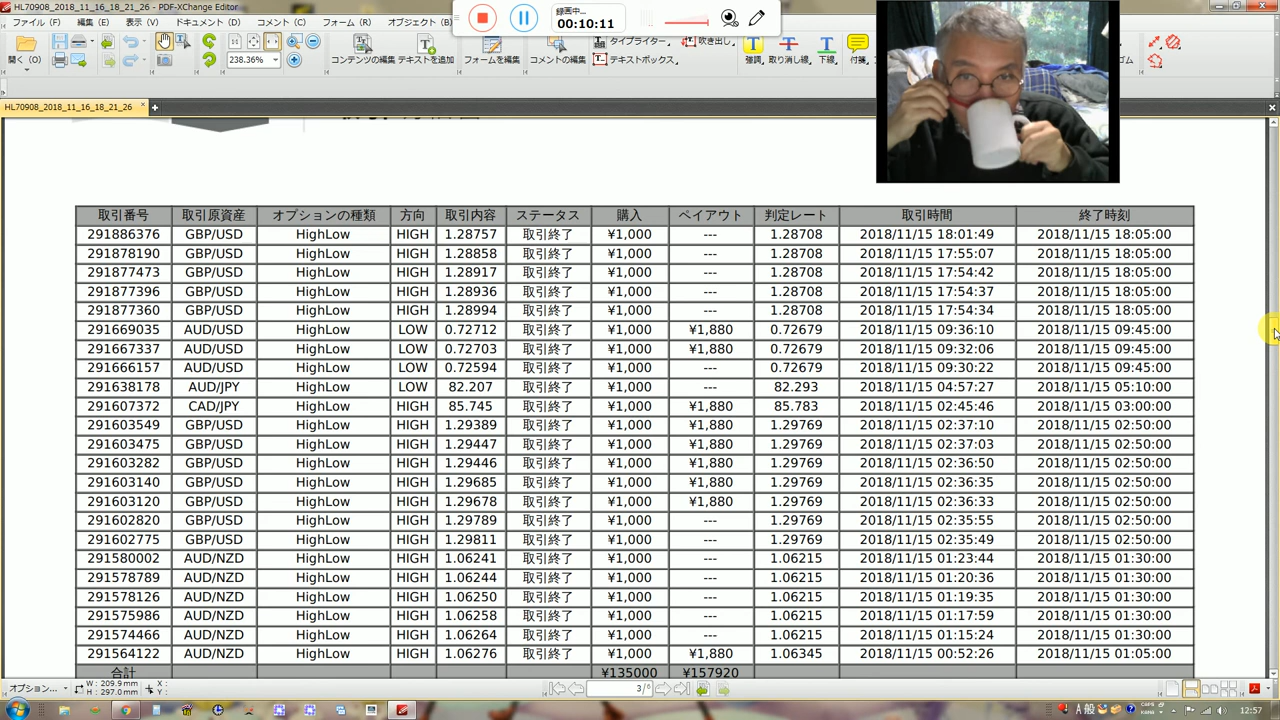 HL70908_2018_11_16_18_21_26 - PDF-XChange Editor
ファイル (F) 編集(E) 表示(V) ドキュメント(D) コメント(C) フォーム(R) オブジェクト(B)
録画中...
00:10:11
開く(O) 238.36% コンテンツの編集 テキストを追加 フォームを編集 コメントの編集 タイプライター 吹き出し テキストボックス 強調 取り消し線 下線 付箋
HL70908_2018_11_16_18_21_26
取引番号 取引原資産 オプションの種類 方向 取引内容 ステータス 購入 ペイアウト 判定レート 取引時間 終了時刻
291886376 GBP/USD HighLow HIGH 1.28757 取引終了 ¥1,000 --- 1.28708 2018/11/15 18:01:49 2018/11/15 18:05:00
291878190 GBP/USD HighLow HIGH 1.28858 取引終了 ¥1,000 --- 1.28708 2018/11/15 17:55:07 2018/11/15 18:05:00
291877473 GBP/USD HighLow HIGH 1.28917 取引終了 ¥1,000 --- 1.28708 2018/11/15 17:54:42 2018/11/15 18:05:00
291877396 GBP/USD HighLow HIGH 1.28936 取引終了 ¥1,000 --- 1.28708 2018/11/15 17:54:37 2018/11/15 18:05:00
291877360 GBP/USD HighLow HIGH 1.28994 取引終了 ¥1,000 --- 1.28708 2018/11/15 17:54:34 2018/11/15 18:05:00
291669035 AUD/USD HighLow LOW 0.72712 取引終了 ¥1,000 ¥1,880 0.72679 2018/11/15 09:36:10 2018/11/15 09:45:00
291667337 AUD/USD HighLow LOW 0.72703 取引終了 ¥1,000 ¥1,880 0.72679 2018/11/15 09:32:06 2018/11/15 09:45:00
291666157 AUD/USD HighLow LOW 0.72594 取引終了 ¥1,000 --- 0.72679 2018/11/15 09:30:22 2018/11/15 09:45:00
291638178 AUD/JPY HighLow LOW 82.207 取引終了 ¥1,000 --- 82.293 2018/11/15 04:57:27 2018/11/15 05:10:00
291607372 CAD/JPY HighLow HIGH 85.745 取引終了 ¥1,000 ¥1,880 85.783 2018/11/15 02:45:46 2018/11/15 03:00:00
291603549 GBP/USD HighLow HIGH 1.29389 取引終了 ¥1,000 ¥1,880 1.29769 2018/11/15 02:37:10 2018/11/15 02:50:00
291603475 GBP/USD HighLow HIGH 1.29447 取引終了 ¥1,000 ¥1,880 1.29769 2018/11/15 02:37:03 2018/11/15 02:50:00
291603282 GBP/USD HighLow HIGH 1.29446 取引終了 ¥1,000 ¥1,880 1.29769 2018/11/15 02:36:50 2018/11/15 02:50:00
291603140 GBP/USD HighLow HIGH 1.29685 取引終了 ¥1,000 ¥1,880 1.29769 2018/11/15 02:36:35 2018/11/15 02:50:00
291603120 GBP/USD HighLow HIGH 1.29678 取引終了 ¥1,000 ¥1,880 1.29769 2018/11/15 02:36:33 2018/11/15 02:50:00
291602820 GBP/USD HighLow HIGH 1.29789 取引終了 ¥1,000 --- 1.29769 2018/11/15 02:35:55 2018/11/15 02:50:00
291602775 GBP/USD HighLow HIGH 1.29811 取引終了 ¥1,000 --- 1.29769 2018/11/15 02:35:49 2018/11/15 02:50:00
291580002 AUD/NZD HighLow HIGH 1.06241 取引終了 ¥1,000 --- 1.06215 2018/11/15 01:23:44 2018/11/15 01:30:00
291578789 AUD/NZD HighLow HIGH 1.06244 取引終了 ¥1,000 --- 1.06215 2018/11/15 01:20:36 2018/11/15 01:30:00
291578126 AUD/NZD HighLow HIGH 1.06250 取引終了 ¥1,000 --- 1.06215 2018/11/15 01:19:35 2018/11/15 01:30:00
291575986 AUD/NZD HighLow HIGH 1.06258 取引終了 ¥1,000 --- 1.06215 2018/11/15 01:17:59 2018/11/15 01:30:00
291574466 AUD/NZD HighLow HIGH 1.06264 取引終了 ¥1,000 --- 1.06215 2018/11/15 01:15:24 2018/11/15 01:30:00
291564122 AUD/NZD HighLow HIGH 1.06276 取引終了 ¥1,000 ¥1,880 1.06345 2018/11/15 00:52:26 2018/11/15 01:05:00
合計 ¥135000 ¥157920
オプション... W: 209.9 mm H: 297.0 mm X: Y: 3/6
A 般 CAPS KANA 12:57